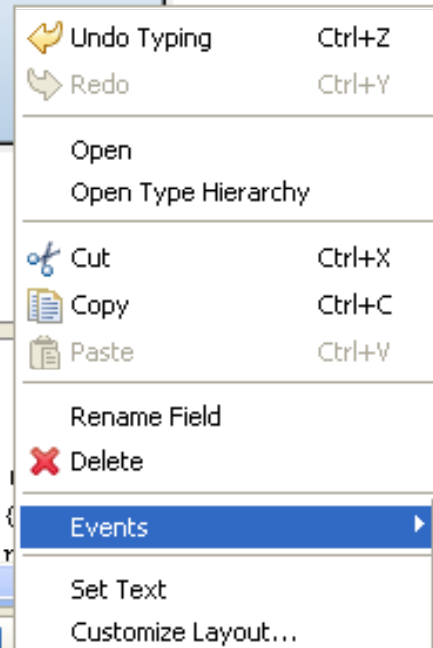 Undo Typing Ctrl+Z
Redo Ctrl+Y
Open
Open Type Hierarchy
Cut Ctrl+X
Copy Ctrl+C
Paste Ctrl+V
Rename Field
Delete
Events
Set Text
Customize Layout...